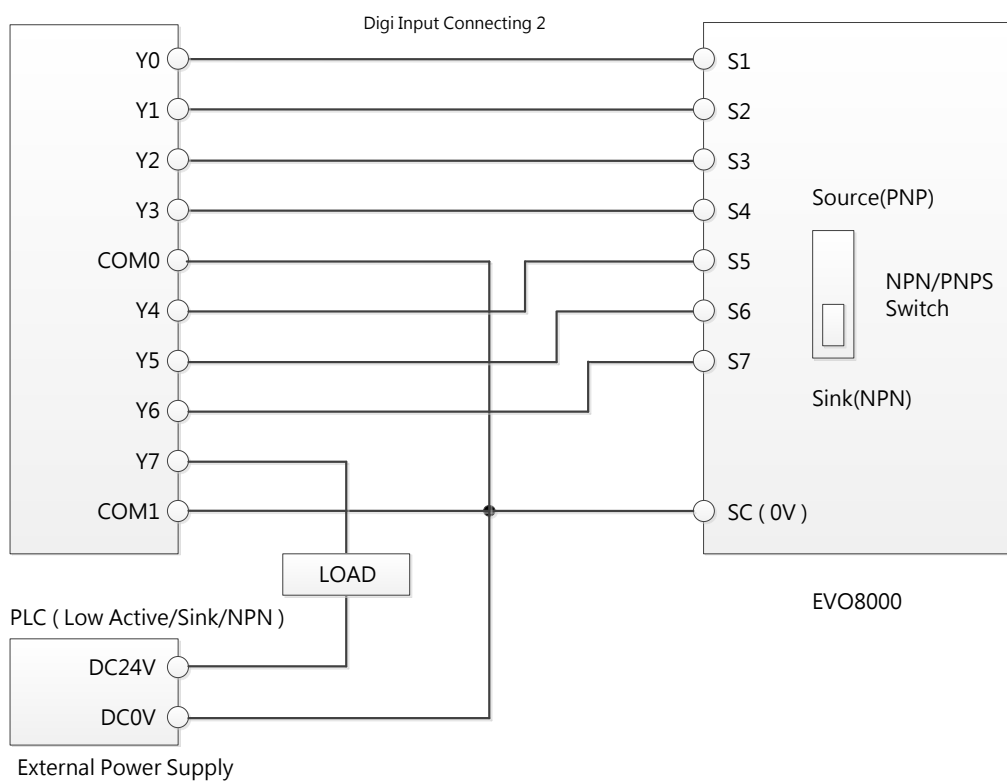 Digi Input Connecting 2
Y0
Y1
Y2
Y3
COM0
Y4
Y5
Y6
Y7
COM1
LOAD
PLC ( Low Active/Sink/NPN )
DC24V
DC0V
External Power Supply
S1
S2
S3
S4
S5
S6
S7
SC ( 0V )
Source(PNP)
NPN/PNPS
Switch
Sink(NPN)
EVO8000